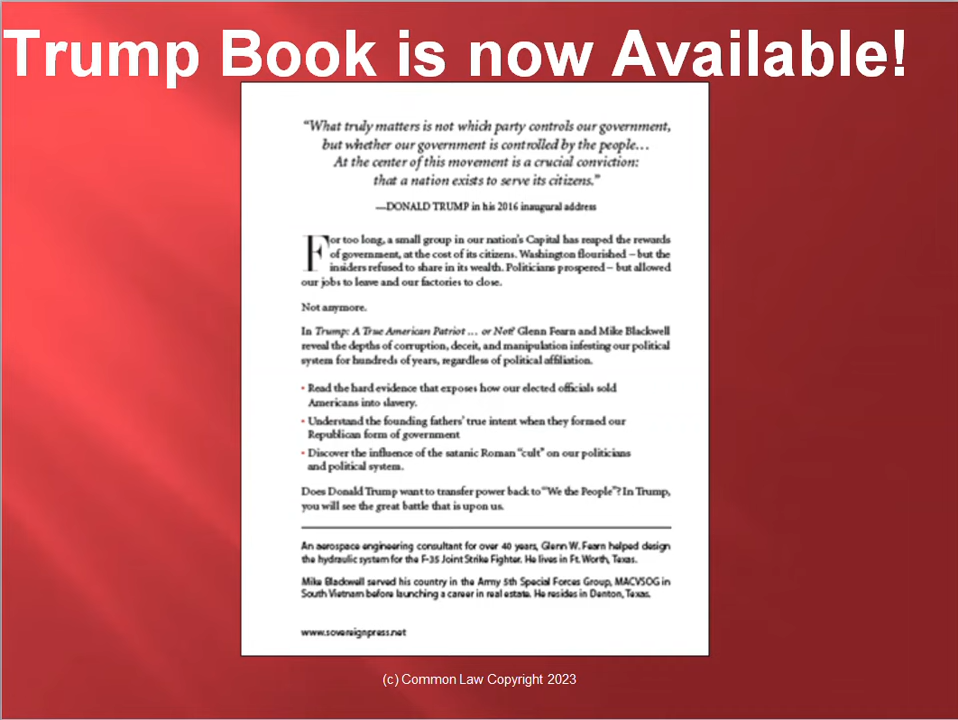 Trump Book is now Available!
“What truly matters is not which party controls our government,
but whether our government is controlled by the people…
At the center of this movement is a crucial conviction:
that a nation exists to serve its citizens.”
—DONALD TRUMP in his 2016 inaugural address
For too long, a small group in our nation’s Capital has reaped the rewards
of government, at the cost of its citizens. Washington flourished – but the
insiders refused to share in its wealth. Politicians prospered – but allowed
our jobs to leave and our factories to close.
Not anymore.
In Trump: A True American Patriot … or Not? Glenn Fearn and Mike Blackwell
reveal the depths of corruption, deceit, and manipulation infesting our political
system for hundreds of years, regardless of political affiliation.
• Read the hard evidence that exposes how our elected officials sold
Americans into slavery.
• Understand the founding fathers’ true intent when they formed our
Republican form of government
• Discover the influence of the satanic Roman “cult” on our politicians
and political system.
Does Donald Trump want to transfer power back to “We the People”? In Trump,
you will see the great battle that is upon us.
An aerospace engineering consultant for over 40 years, Glenn W. Fearn helped design
the hydraulic system for the F-35 Joint Strike Fighter. He lives in Ft. Worth, Texas.
Mike Blackwell served his country in the Army 5th Special Forces Group, MACVSOG in
South Vietnam before launching a career in real estate. He resides in Denton, Texas.
www.sovereignpress.net
(c) Common Law Copyright 2023